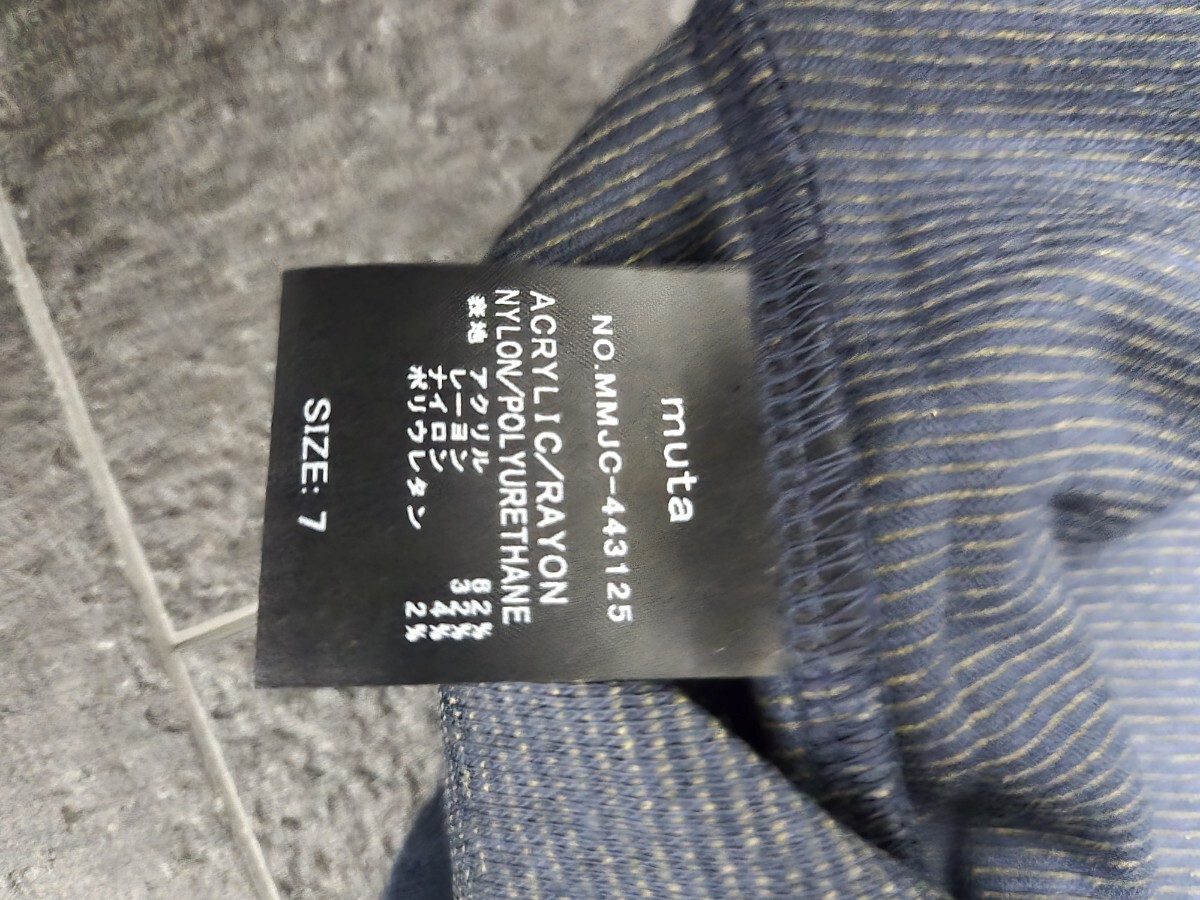 muta
NO.MMJC-443125
ACRYLIC/RAYON
NYLON/POLYURETHANE
表地 アクリル 62%
レーヨン 32%
ナイロン 4%
ポリウレタン 2%
SIZE: 7